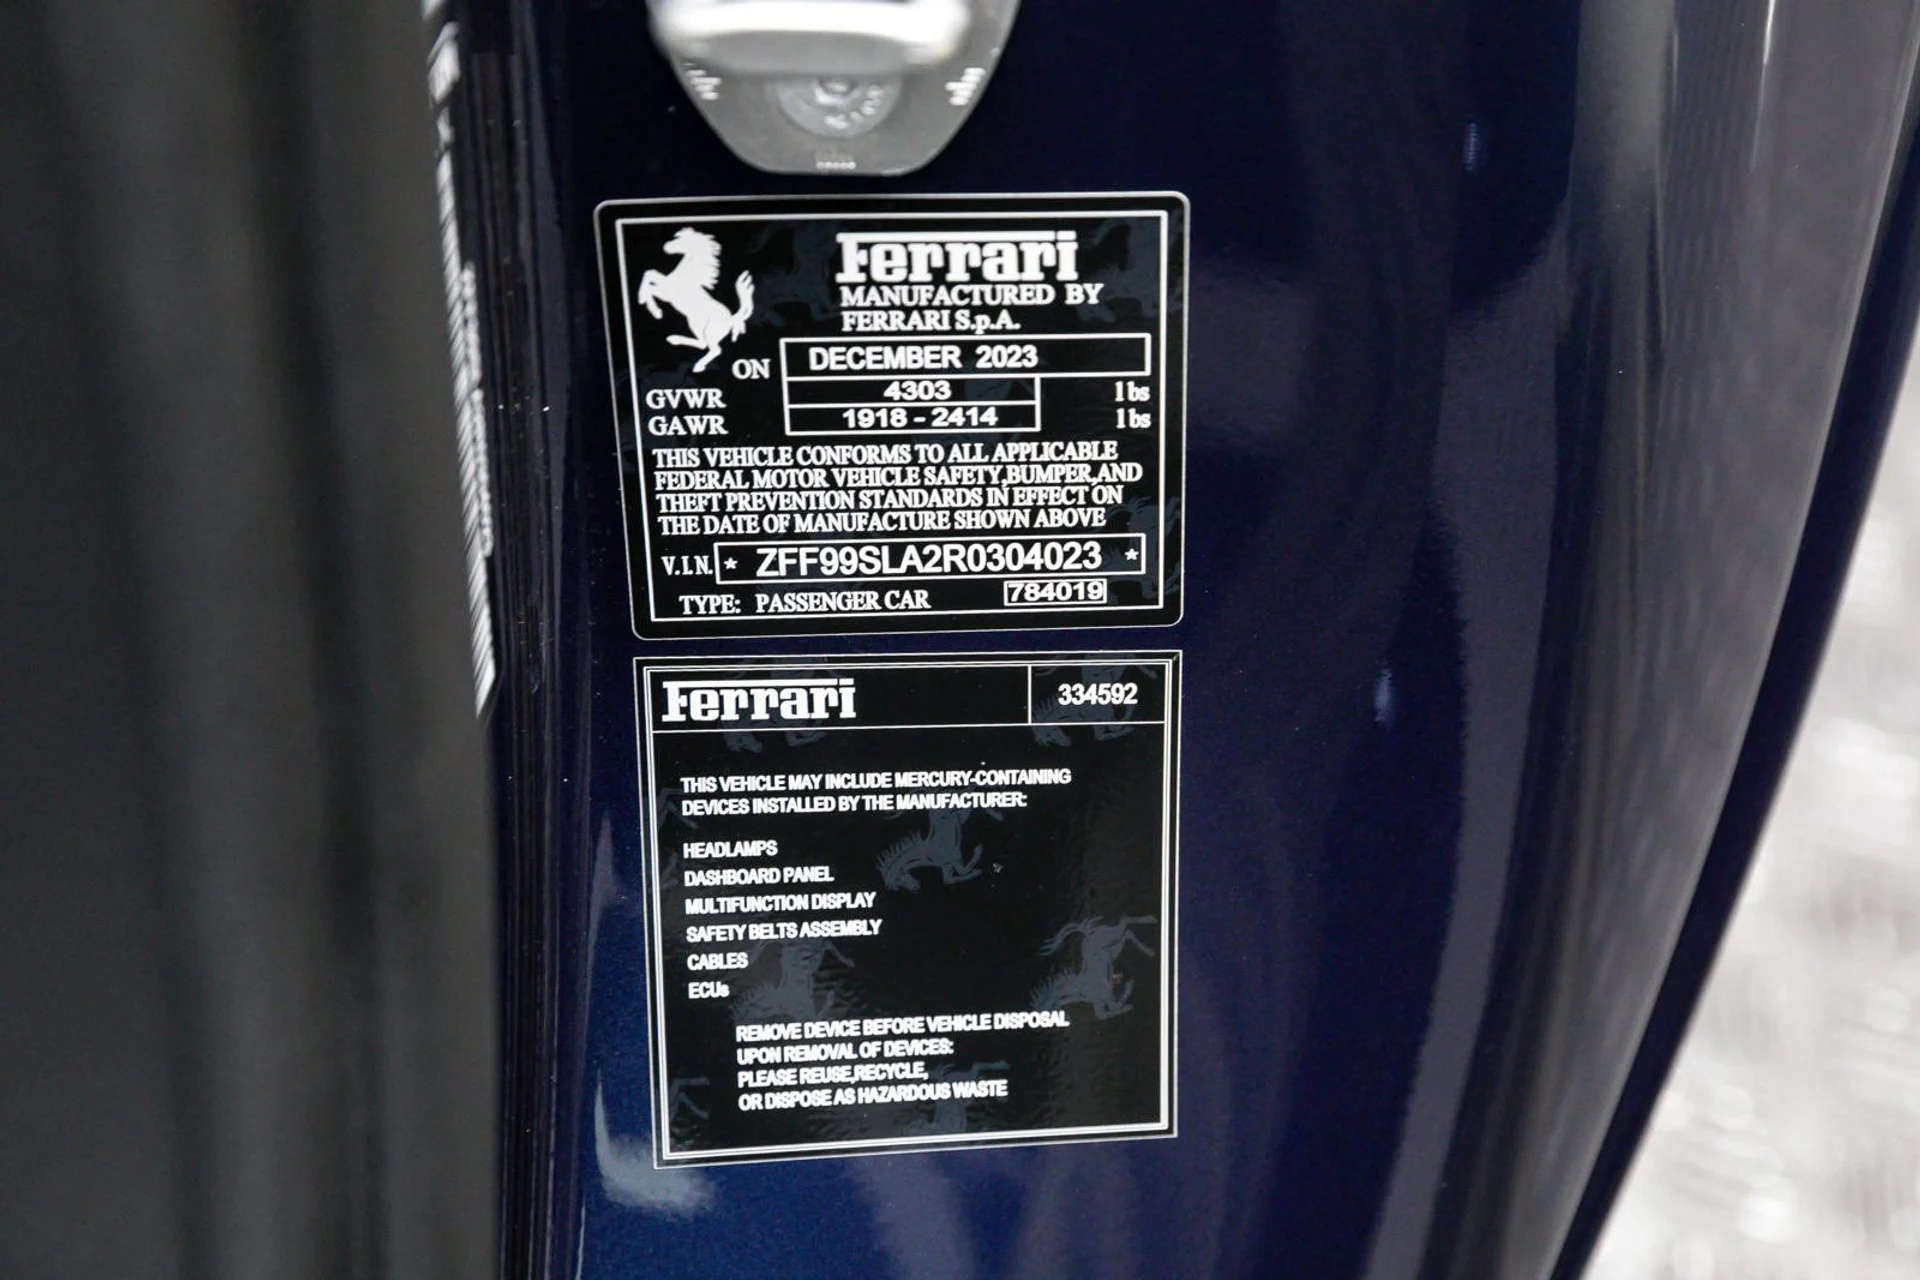 Ferrari
MANUFACTURED BY
FERRARI S.p.A.
ON DECEMBER 2023
GVWR 4303 lbs
GAWR 1918 - 2414 lbs
THIS VEHICLE CONFORMS TO ALL APPLICABLE
FEDERAL MOTOR VEHICLE SAFETY,BUMPER,AND
THEFT PREVENTION STANDARDS IN EFFECT ON
THE DATE OF MANUFACTURE SHOWN ABOVE
V.I.N. * ZFF99SLA2R0304023 *
TYPE: PASSENGER CAR 784019
Ferrari 334592
THIS VEHICLE MAY INCLUDE MERCURY-CONTAINING
DEVICES INSTALLED BY THE MANUFACTURER:
HEADLAMPS
DASHBOARD PANEL
MULTIFUNCTION DISPLAY
SAFETY BELTS ASSEMBLY
CABLES
ECUs
REMOVE DEVICE BEFORE VEHICLE DISPOSAL
UPON REMOVAL OF DEVICES:
PLEASE REUSE,RECYCLE,
OR DISPOSE AS HAZARDOUS WASTE